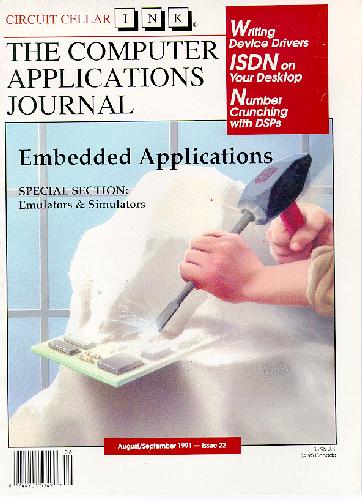 CIRCUIT CELLAR INK®
THE COMPUTER
APPLICATIONS
JOURNAL
Writing
Device Drivers
ISDN on
Your Desktop
Number
Crunching
with DSPs
Embedded Applications
SPECIAL SECTION:
Emulators & Simulators
August/September 1991 — Issue 22